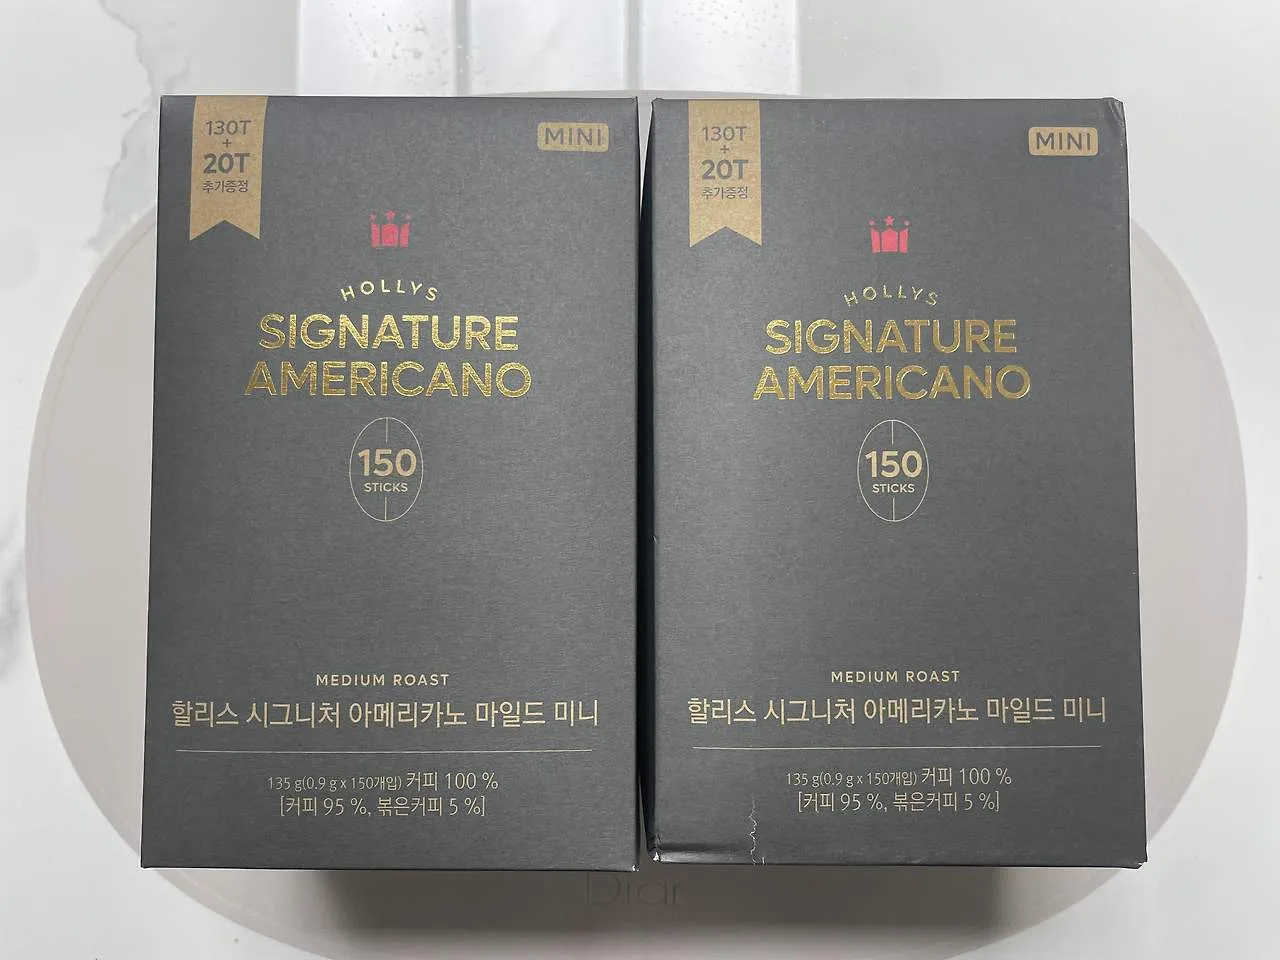 130T
+
20T
추가증정
MINI
HOLLYS
SIGNATURE
AMERICANO
150
STICKS
MEDIUM ROAST
할리스 시그니처 아메리카노 마일드 미니
135 g(0.9 g x 150개입) 커피 100 %
[커피 95 %, 볶은커피 5 %]
130T
+
20T
추가증정
MINI
HOLLYS
SIGNATURE
AMERICANO
150
STICKS
MEDIUM ROAST
할리스 시그니처 아메리카노 마일드 미니
135 g(0.9 g x 150개입) 커피 100 %
[커피 95 %, 볶은커피 5 %]